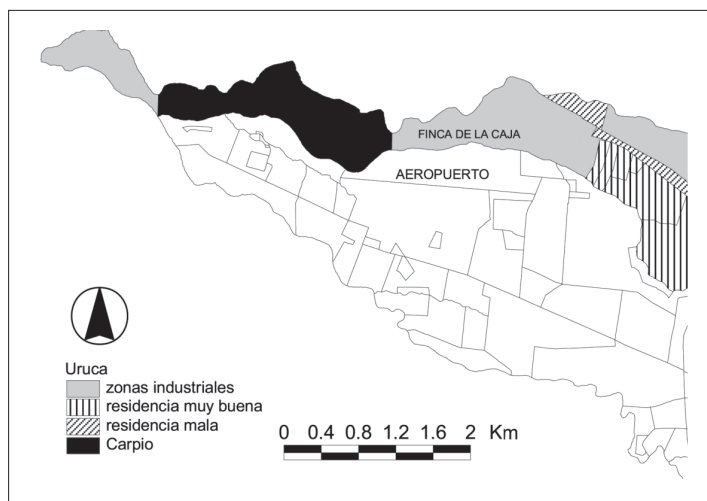 FINCA DE LA CAJA
AEROPUERTO
Uruca
zonas industriales
residencia muy buena
residencia mala
Carpio
0 0.4 0.8 1.2 1.6 2 Km